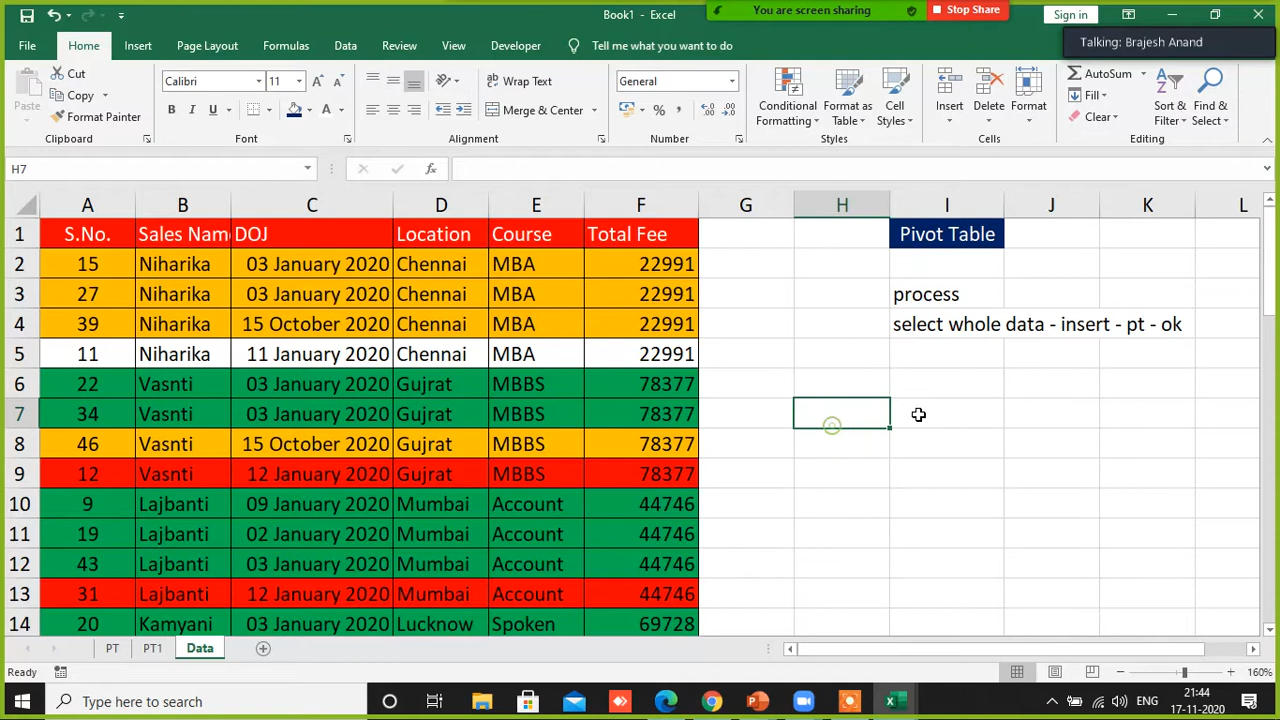 Book1 - Excel
You are screen sharing
Stop Share
Sign in
Talking: Brajesh Anand
File Home Insert Page Layout Formulas Data Review View Developer Tell me what you want to do
Paste
Cut
Copy
Format Painter
Clipboard
Calibri 11
B I U
Wrap Text
Merge & Center
Alignment
General
Number
Conditional Formatting
Format as Table
Cell Styles
Styles
Insert Delete Format
Cells
AutoSum
Fill
Clear
Sort & Filter
Find & Select
Editing
H7
A B C D E F G H I J K L
1 S.No. Sales Nam DOJ Location Course Total Fee Pivot Table
2 15 Niharika 03 January 2020 Chennai MBA 22991
3 27 Niharika 03 January 2020 Chennai MBA 22991 process
4 39 Niharika 15 October 2020 Chennai MBA 22991 select whole data - insert - pt - ok
5 11 Niharika 11 January 2020 Chennai MBA 22991
6 22 Vasnti 03 January 2020 Gujrat MBBS 78377
7 34 Vasnti 03 January 2020 Gujrat MBBS 78377
8 46 Vasnti 15 October 2020 Gujrat MBBS 78377
9 12 Vasnti 12 January 2020 Gujrat MBBS 78377
10 9 Lajbanti 09 January 2020 Mumbai Account 44746
11 19 Lajbanti 02 January 2020 Mumbai Account 44746
12 43 Lajbanti 03 January 2020 Mumbai Account 44746
13 31 Lajbanti 12 January 2020 Mumbai Account 44746
14 20 Kamyani 03 January 2020 Lucknow Spoken 69728
PT PT1 Data
Ready
160%
Type here to search
ENG
21:44
17-11-2020